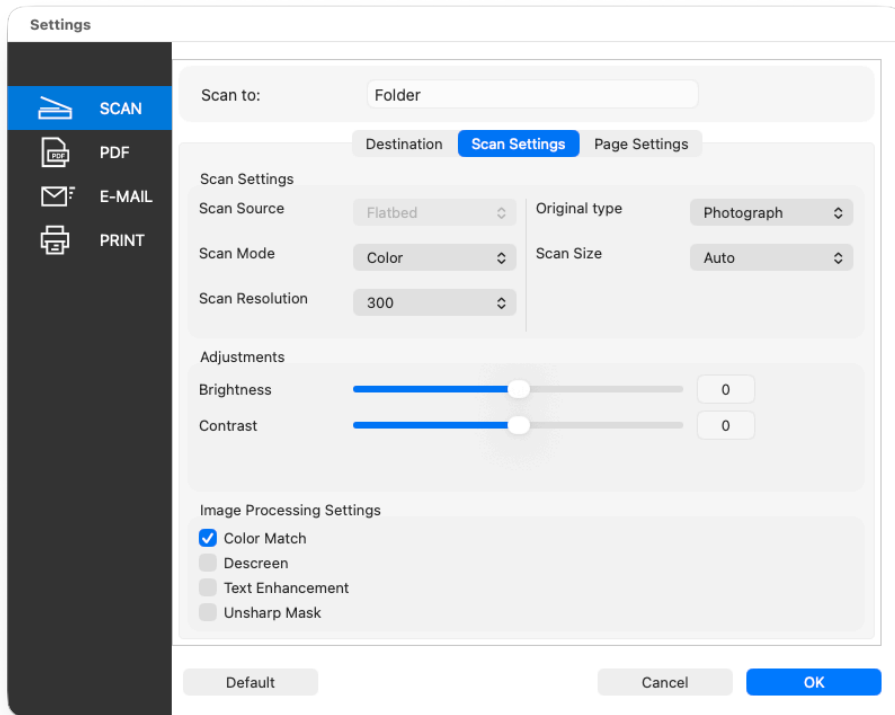 Settings
SCAN
PDF
E-MAIL
PRINT
Scan to: Folder
Destination Scan Settings Page Settings
Scan Settings
Scan Source Flatbed Original type Photograph
Scan Mode Color Scan Size Auto
Scan Resolution 300
Adjustments
Brightness 0
Contrast 0
Image Processing Settings
Color Match
Descreen
Text Enhancement
Unsharp Mask
Default Cancel OK